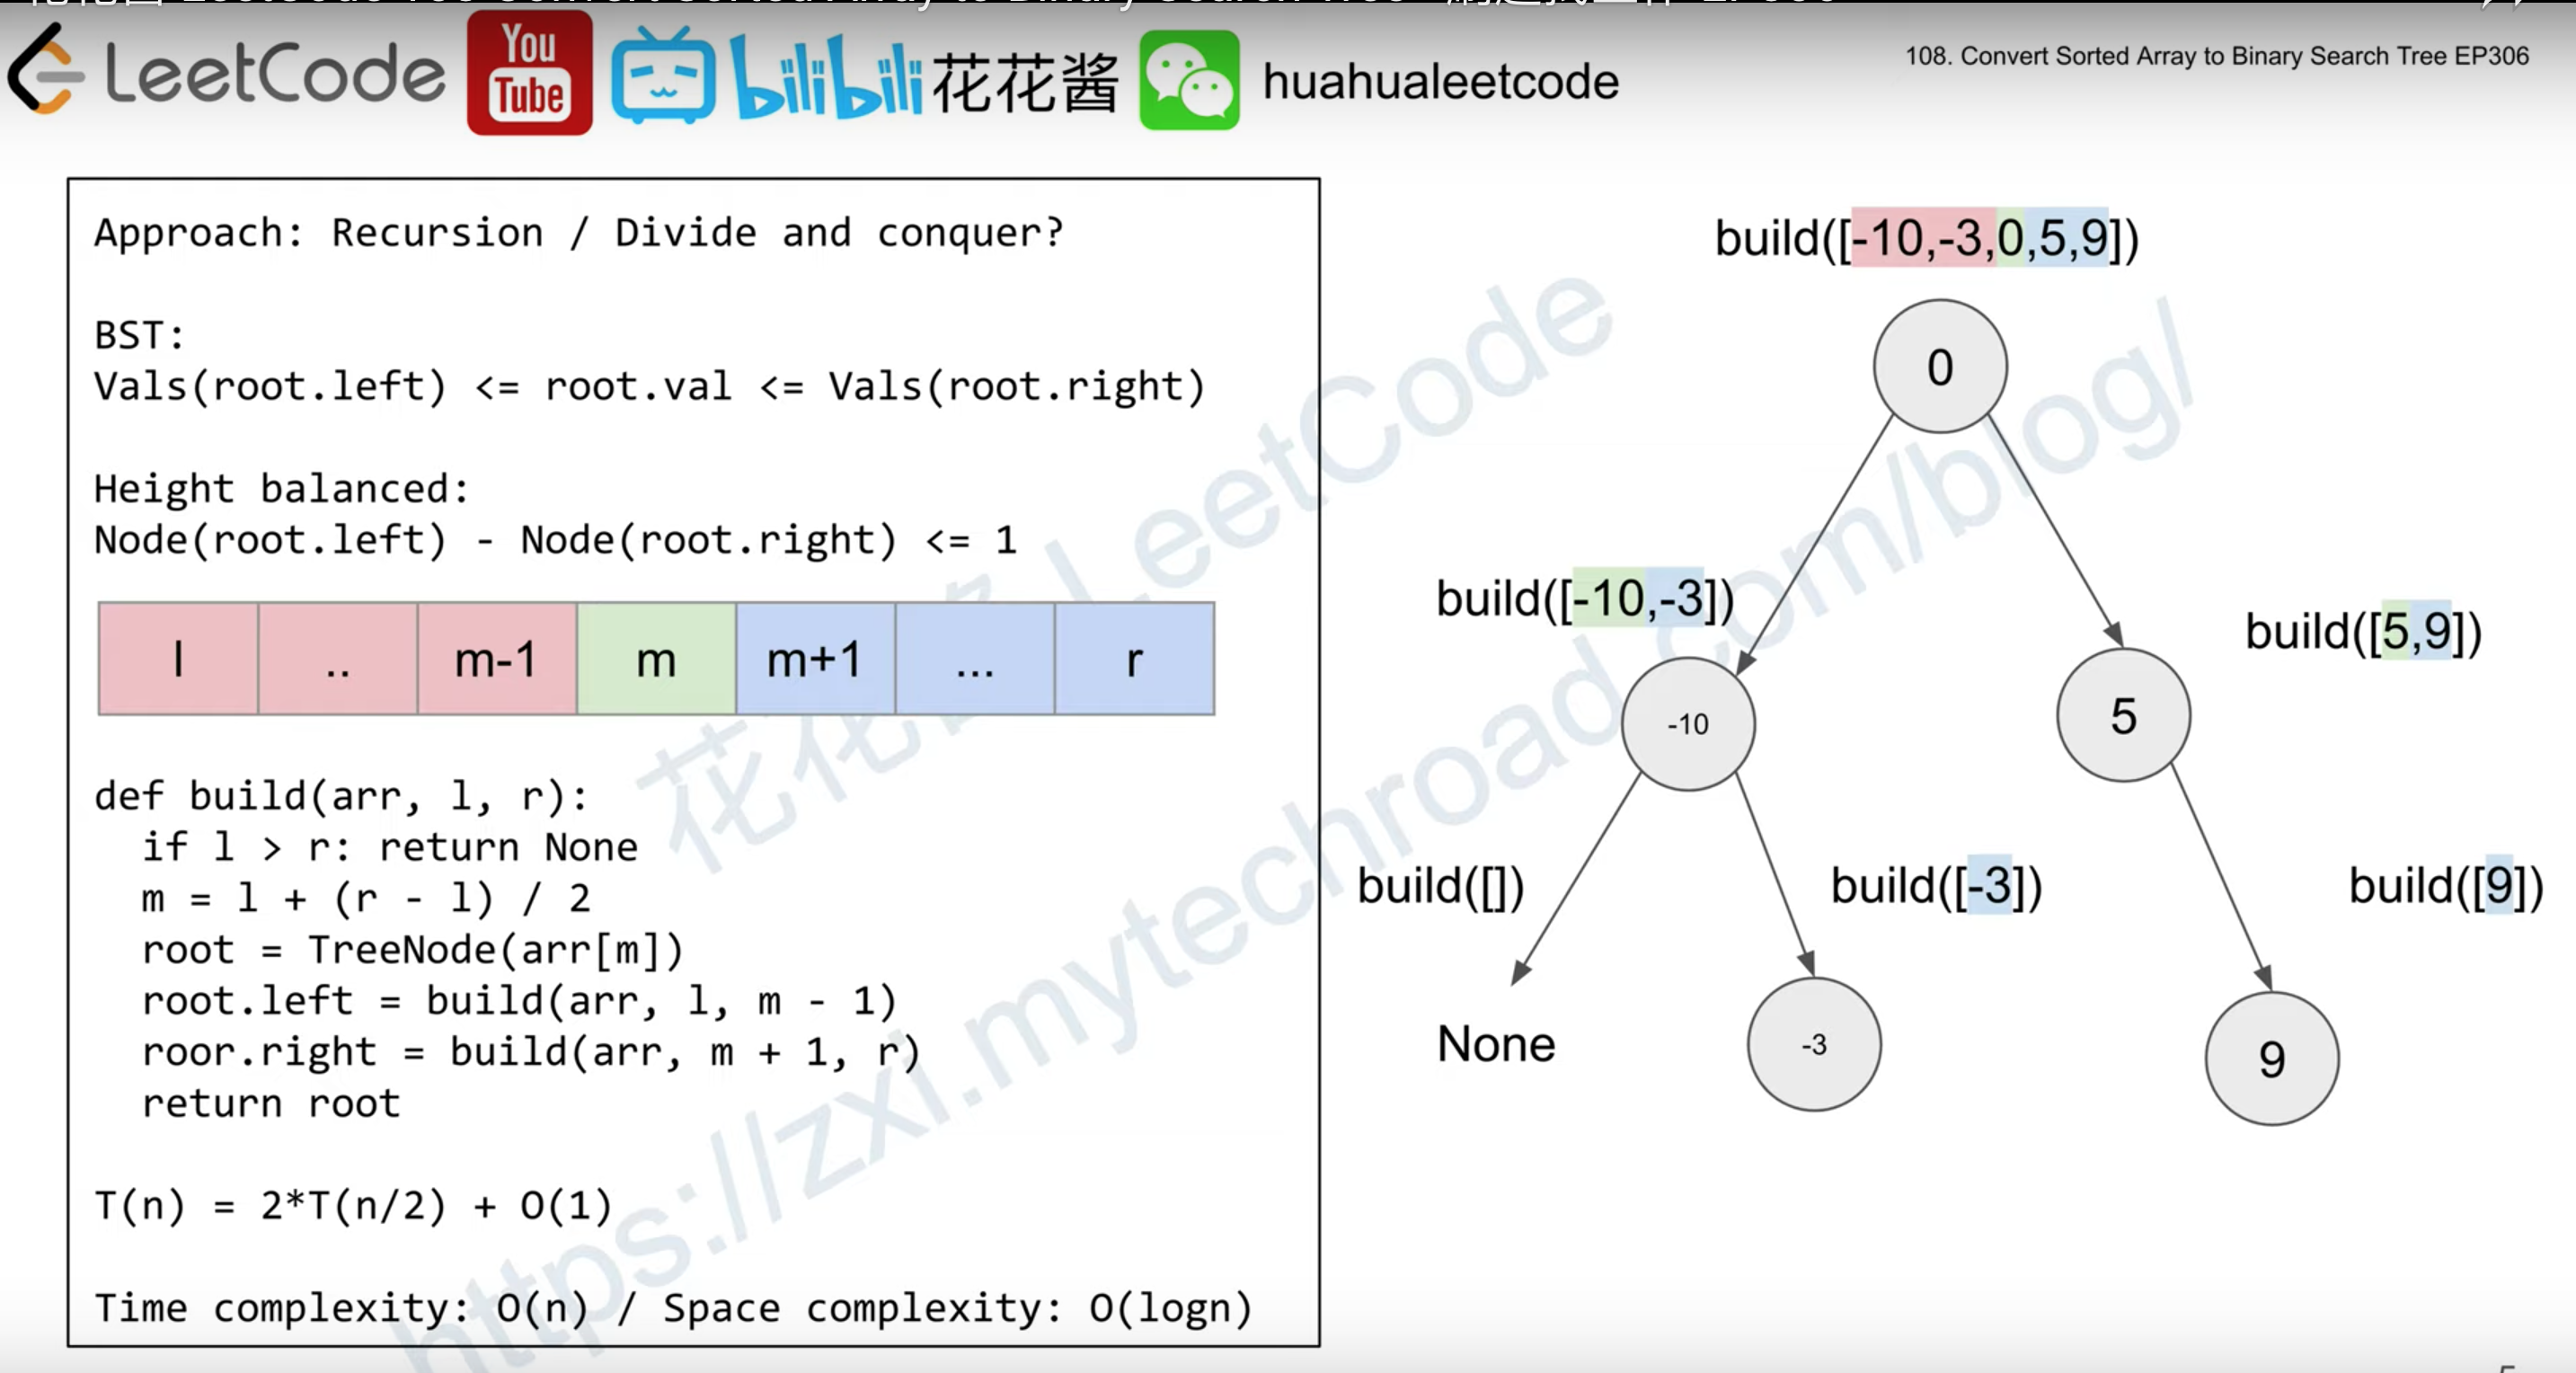 LeetCode You Tube bilibili 花花酱 huahualeetcode
108. Convert Sorted Array to Binary Search Tree EP306
Approach: Recursion / Divide and conquer?
BST:
Vals(root.left) <= root.val <= Vals(root.right)
Height balanced:
Node(root.left) - Node(root.right) <= 1
l .. m-1 m m+1 ... r
def build(arr, l, r):
if l > r: return None
m = l + (r - l) / 2
root = TreeNode(arr[m])
root.left = build(arr, l, m - 1)
roor.right = build(arr, m + 1, r)
return root
T(n) = 2*T(n/2) + O(1)
Time complexity: O(n) / Space complexity: O(logn)
build([-10,-3,0,5,9])
0
build([-10,-3])
build([5,9])
-10
5
build([])
build([-3])
build([9])
None
-3
9
花花酱 LeetCode
https://zxi.mytechroad.com/blog/